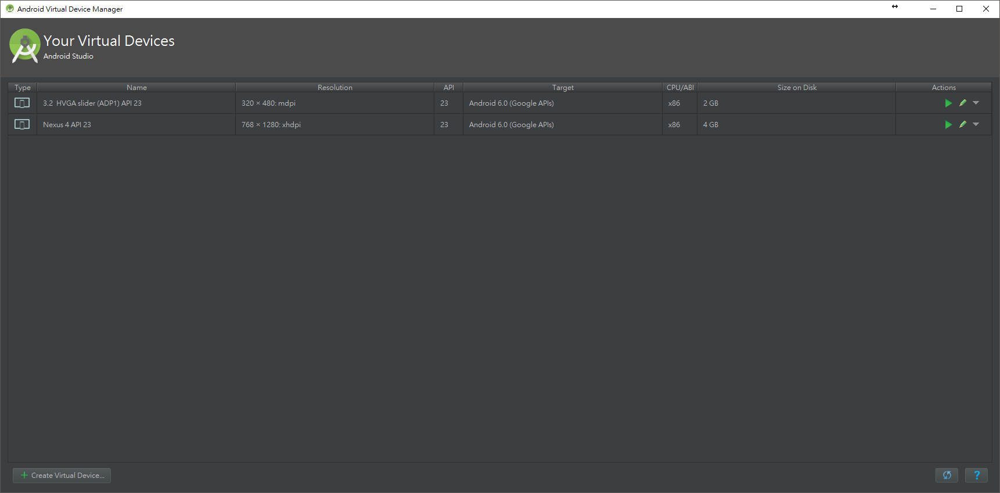 Android Virtual Device Manager
Your Virtual Devices
Android Studio
Type Name Resolution API Target CPU/ABI Size on Disk Actions
3.2 HVGA slider (ADP1) API 23 320 × 480: mdpi 23 Android 6.0 (Google APIs) x86 2 GB
Nexus 4 API 23 768 × 1280: xhdpi 23 Android 6.0 (Google APIs) x86 4 GB
+ Create Virtual Device... ?